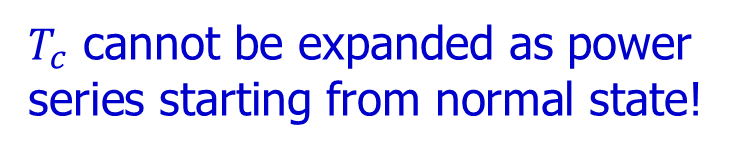 T_c cannot be expanded as power
series starting from normal state!